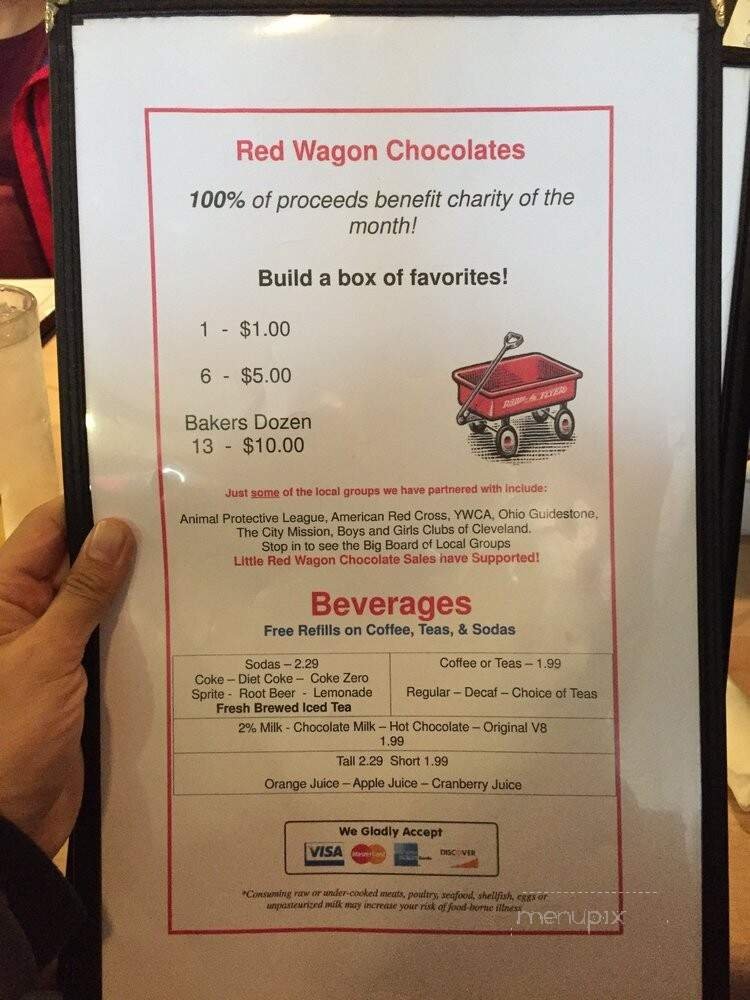 Red Wagon Chocolates
100% of proceeds benefit charity of the
month!
Build a box of favorites!
1 - $1.00
6 - $5.00
Bakers Dozen
13 - $10.00
RADIO FLYER
Just some of the local groups we have partnered with include:
Animal Protective League, American Red Cross, YWCA, Ohio Guidestone,
The City Mission, Boys and Girls Clubs of Cleveland.
Stop in to see the Big Board of Local Groups
Little Red Wagon Chocolate Sales have Supported!
Beverages
Free Refills on Coffee, Teas, & Sodas
Sodas – 2.29
Coke – Diet Coke – Coke Zero
Sprite - Root Beer - Lemonade
Fresh Brewed Iced Tea
Coffee or Teas – 1.99
Regular – Decaf – Choice of Teas
2% Milk - Chocolate Milk – Hot Chocolate – Original V8
1.99
Tall 2.29 Short 1.99
Orange Juice – Apple Juice – Cranberry Juice
We Gladly Accept
VISA MasterCard DISCOVER
*Consuming raw or under-cooked meats, poultry, seafood, shellfish, eggs or
unpasteurized milk may increase your risk of food-borne illness
menupix